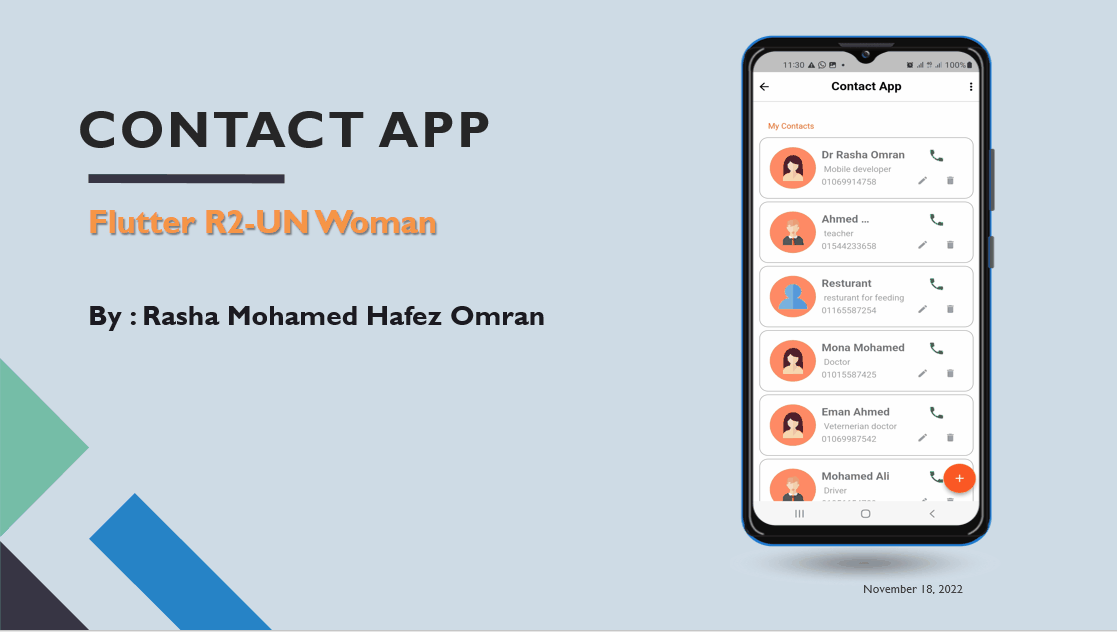 CONTACT APP
Flutter R2-UN Woman
By : Rasha Mohamed Hafez Omran
11:30
100%
Contact App
My Contacts
Dr Rasha Omran
Mobile developer
01069914758
Ahmed ...
teacher
01544233658
Resturant
resturant for feeding
01165587254
Mona Mohamed
Doctor
01015587425
Eman Ahmed
Veternerian doctor
01069987542
Mohamed Ali
Driver
November 18, 2022